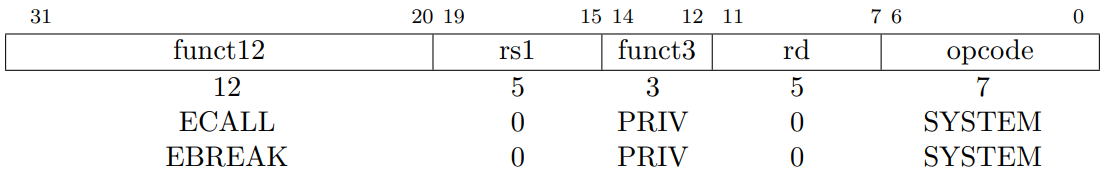 31 20 19 15 14 12 11 7 6 0
funct12 rs1 funct3 rd opcode
12 5 3 5 7
ECALL 0 PRIV 0 SYSTEM
EBREAK 0 PRIV 0 SYSTEM